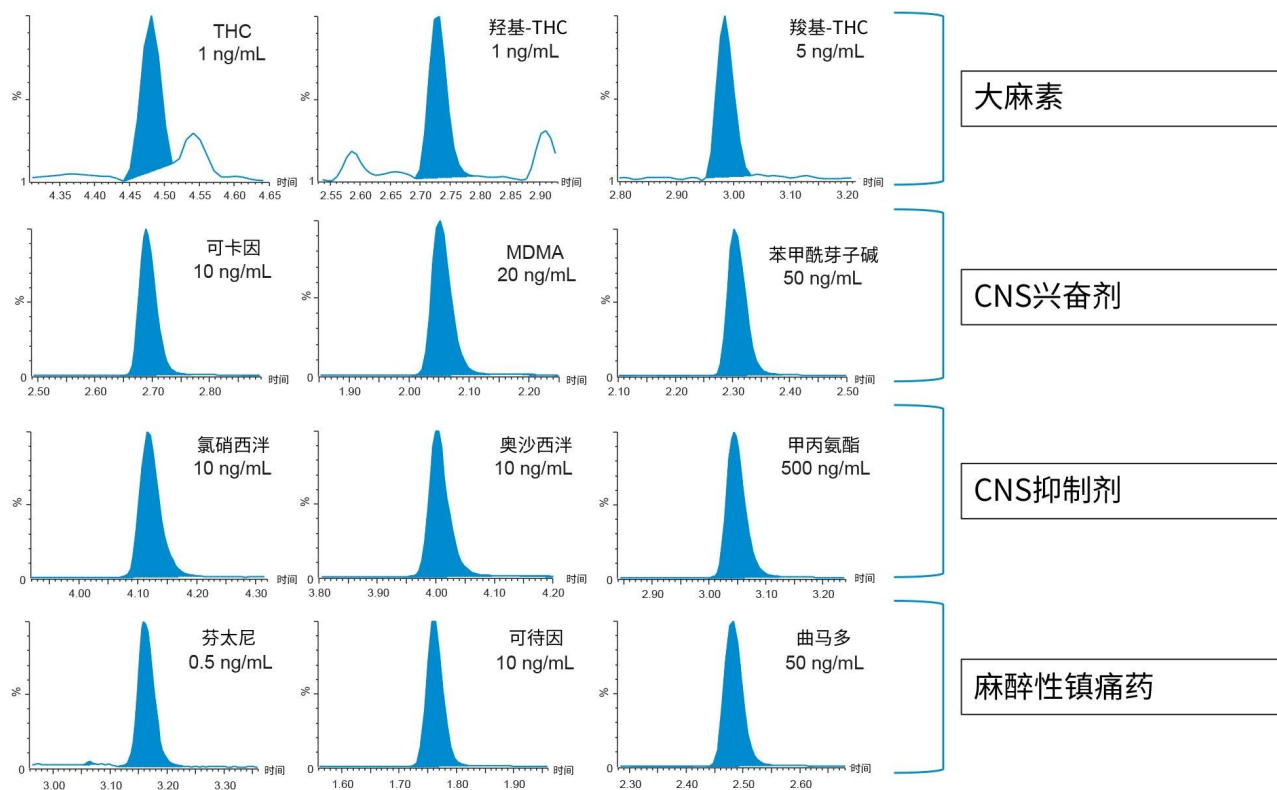 THC
1 ng/mL
%
1
4.35 4.40 4.45 4.50 4.55 4.60 4.65
时间
羟基-THC
1 ng/mL
%
1
2.55 2.60 2.65 2.70 2.75 2.80 2.85 2.90
时间
羧基-THC
5 ng/mL
%
1
2.80 2.90 3.00 3.10 3.20
时间
大麻素
可卡因
10 ng/mL
%
0
2.50 2.60 2.70 2.80
时间
MDMA
20 ng/mL
%
0
1.90 2.00 2.10 2.20
时间
苯甲酰芽子碱
50 ng/mL
%
0
2.10 2.20 2.30 2.40 2.50
时间
CNS兴奋剂
氯硝西泮
10 ng/mL
%
0
4.00 4.10 4.20 4.30
时间
奥沙西泮
10 ng/mL
%
0
3.80 3.90 4.00 4.10 4.20
时间
甲丙氨酯
500 ng/mL
%
0
2.90 3.00 3.10 3.20
时间
CNS抑制剂
芬太尼
0.5 ng/mL
%
0
3.00 3.10 3.20 3.30
时间
可待因
10 ng/mL
%
0
1.60 1.70 1.80 1.90
时间
曲马多
50 ng/mL
%
0
2.30 2.40 2.50 2.60
时间
麻醉性镇痛药